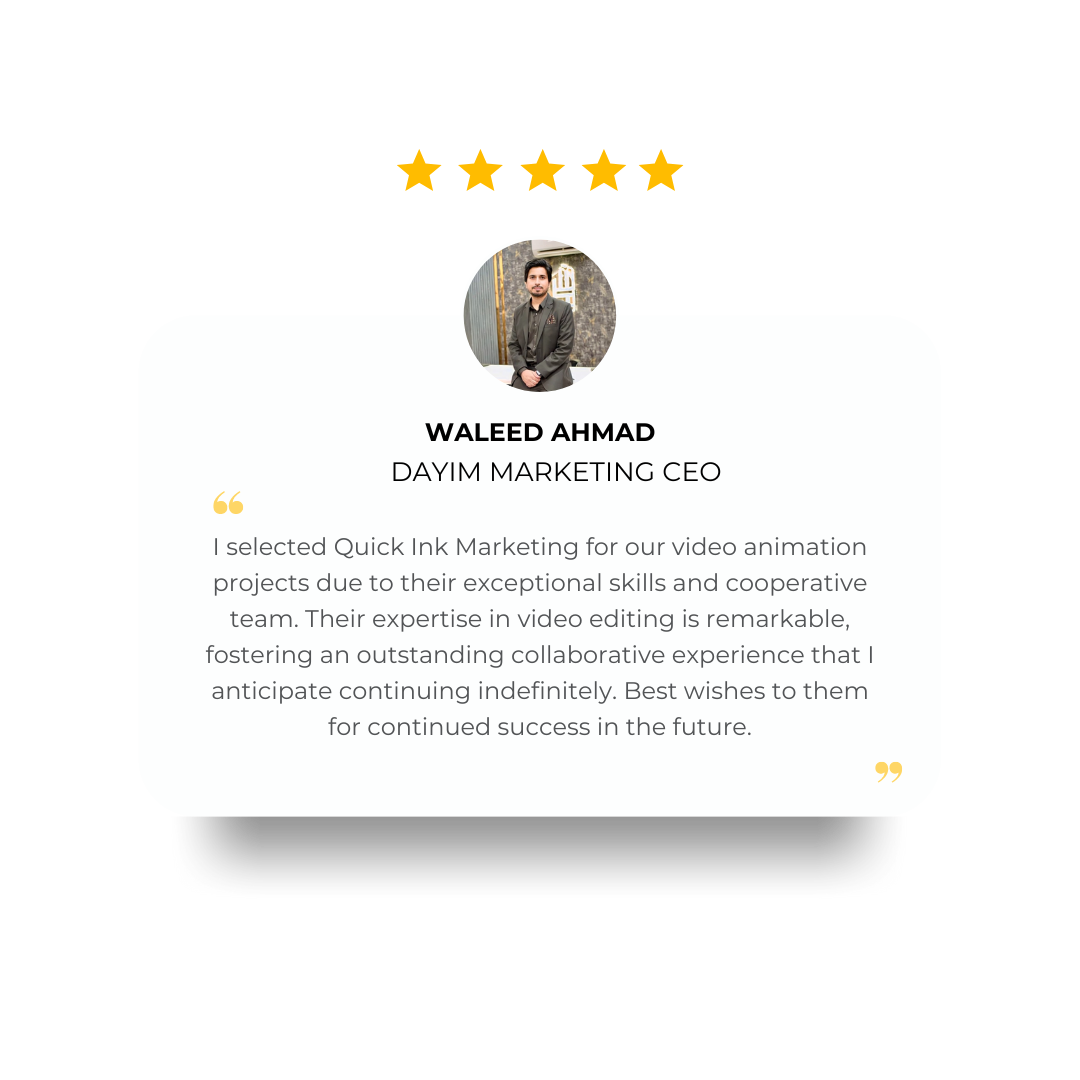 WALEED AHMAD
DAYIM MARKETING CEO
“
I selected Quick Ink Marketing for our video animation
projects due to their exceptional skills and cooperative
team. Their expertise in video editing is remarkable,
fostering an outstanding collaborative experience that I
anticipate continuing indefinitely. Best wishes to them
for continued success in the future.
”